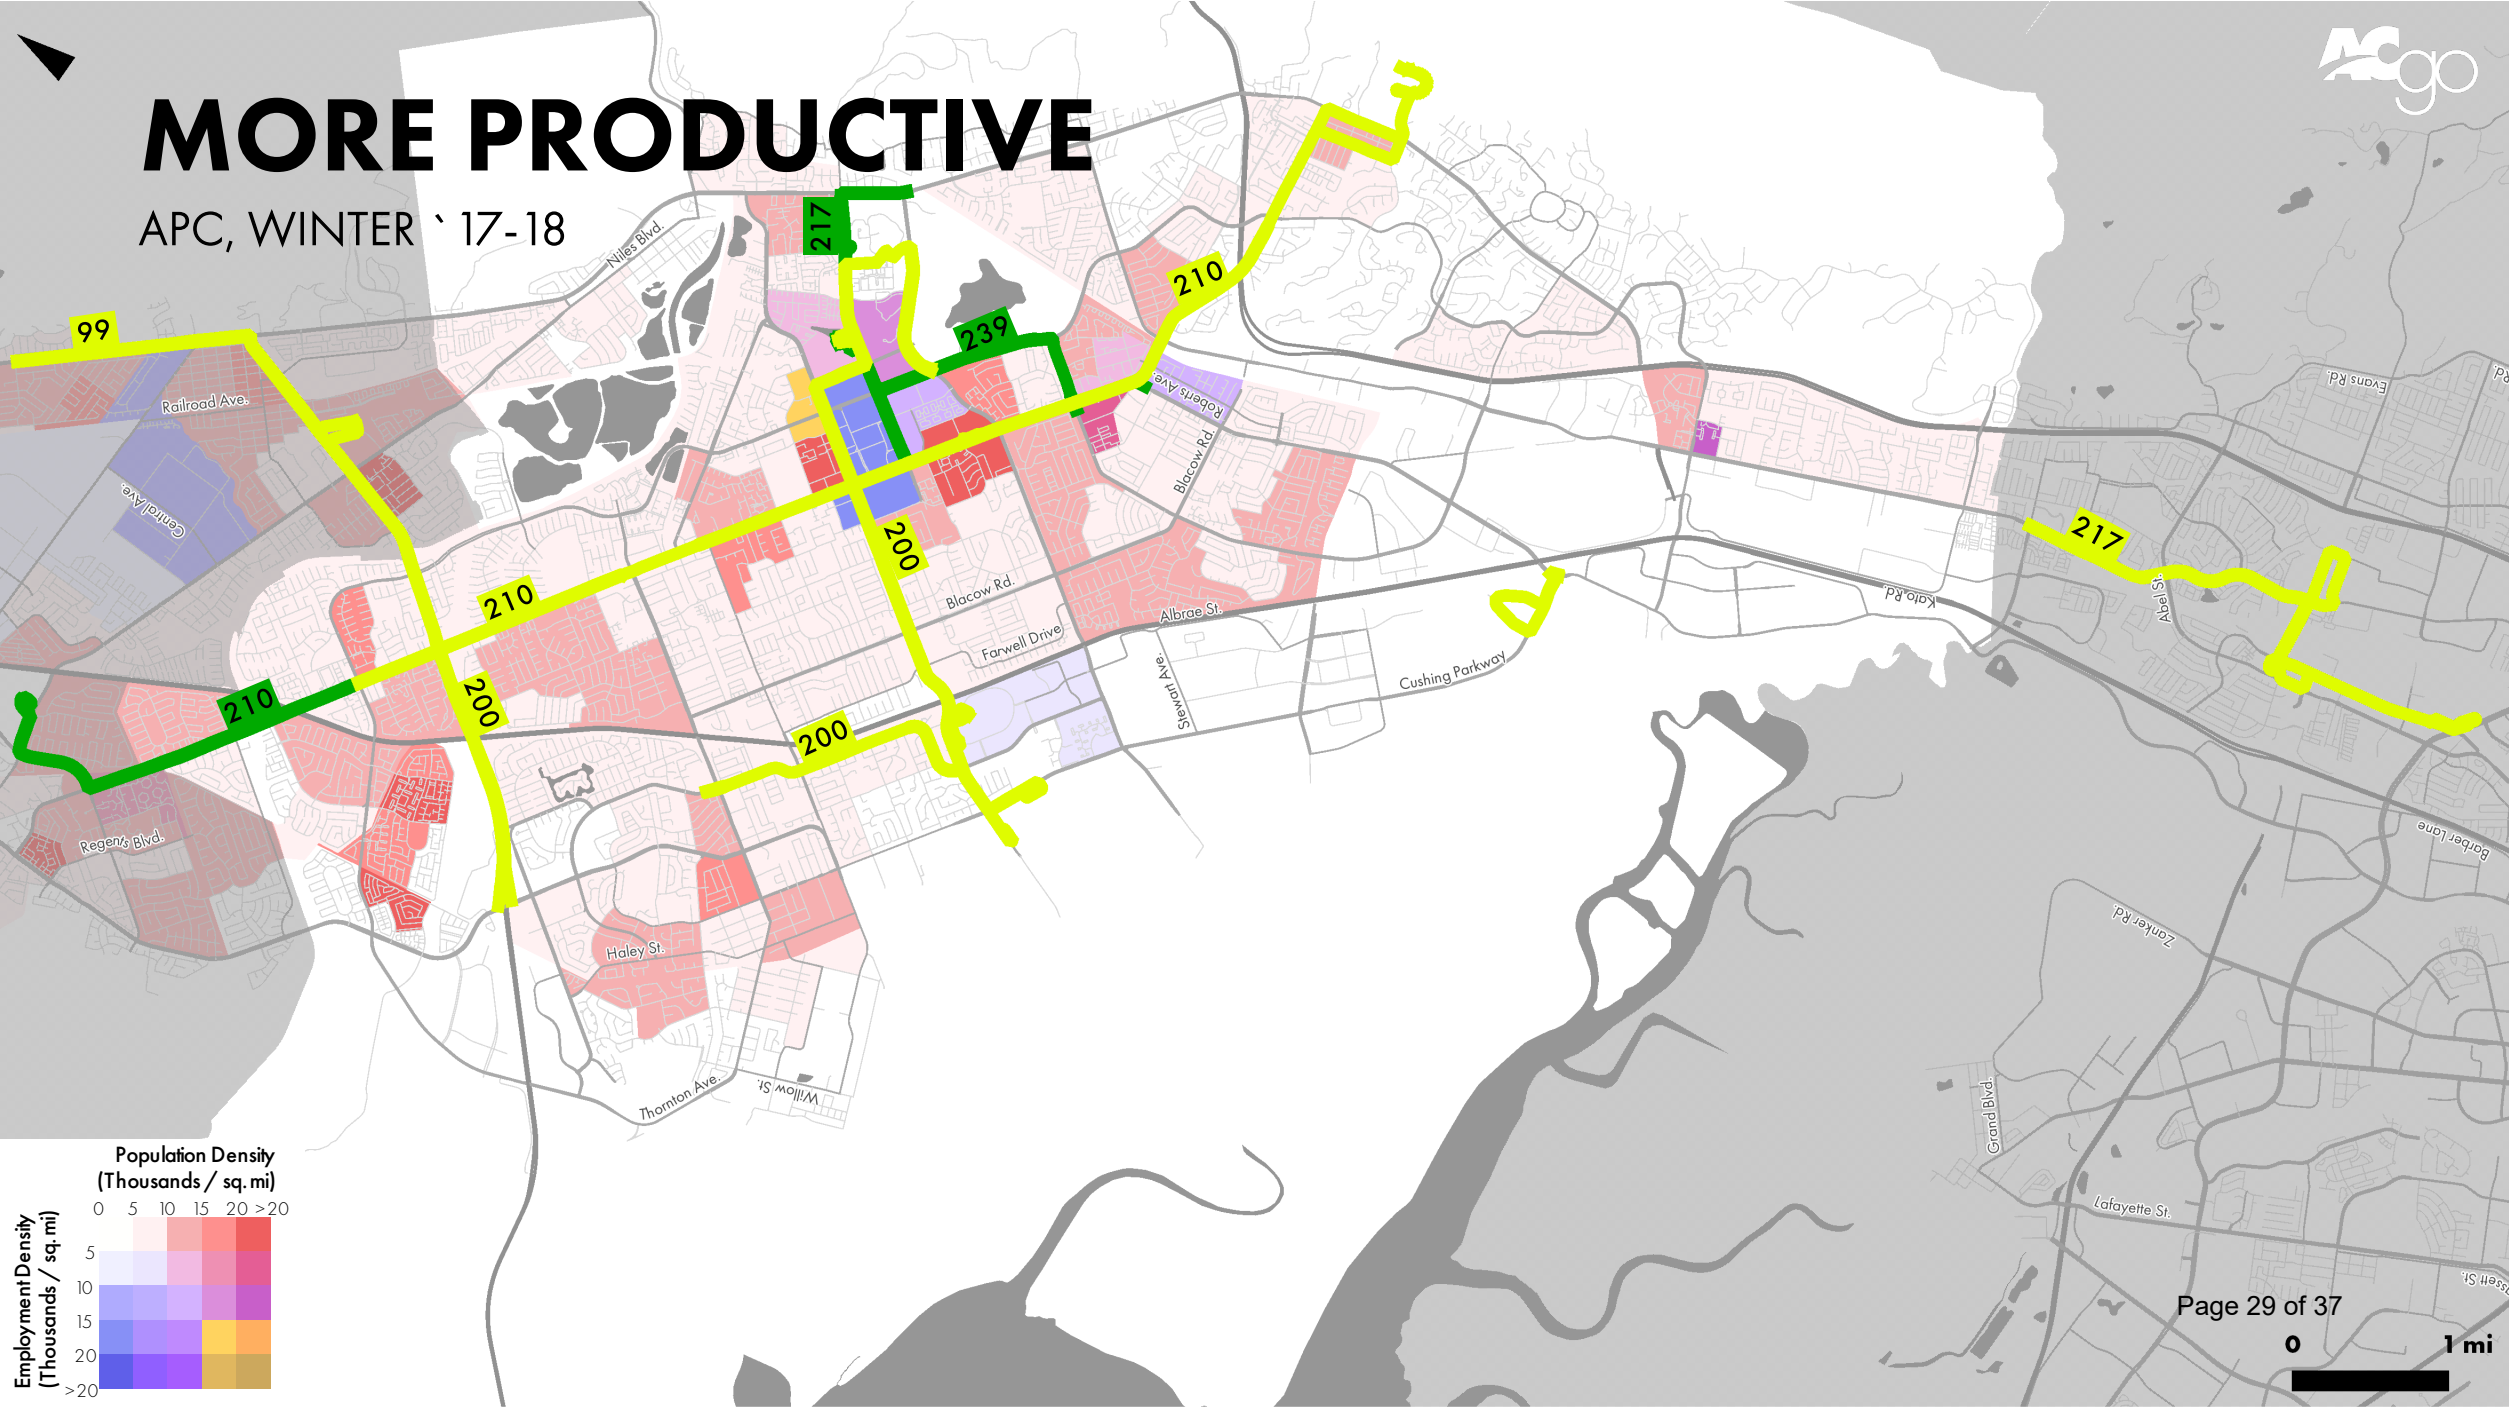 ACgo
MORE PRODUCTIVE
APC, WINTER `17-18
Niles Blvd.
217
210
99
239
Railroad Ave.
Roberts Ave.
Evans Rd.
Rd.
Blacow Rd.
Central Ave.
200
217
210
Blacow Rd.
Kato Rd.
Abel St.
Albrae St.
Farwell Drive
Cushing Parkway
Stewart Ave.
210
200
200
Regents Blvd.
Barber Lane
Zanker Rd.
Haley St.
Thornton Ave.
Willow St.
Grand Blvd.
Lafayette St.
ssett St.
Population Density
(Thousands / sq. mi)
0 5 10 15 20 >20
Employment Density
(Thousands / sq. mi)
5
10
15
20
>20
Page 29 of 37
0 1 mi